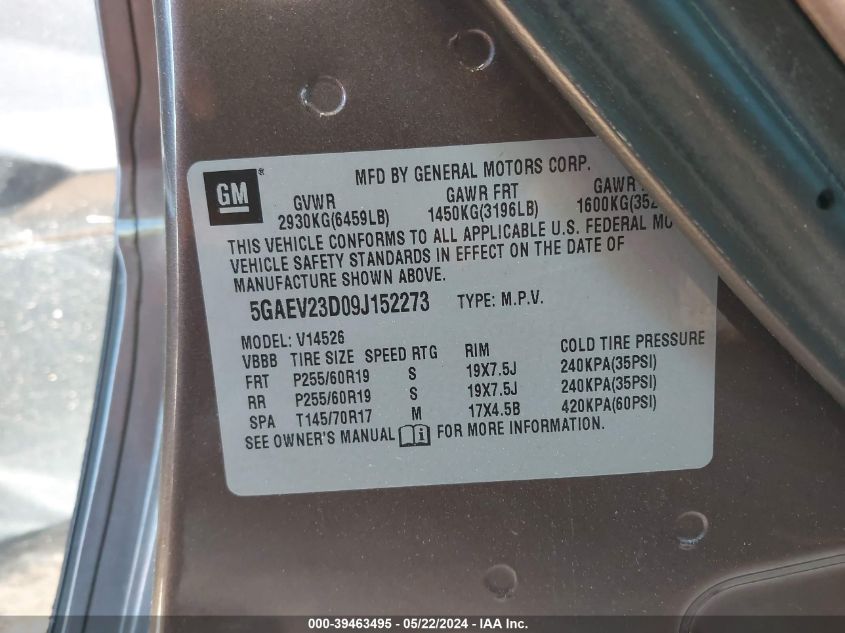 MFD BY GENERAL MOTORS CORP.
GM®
GVWR GAWR FRT GAWR
2930KG(6459LB) 1450KG(3196LB) 1600KG(352
THIS VEHICLE CONFORMS TO ALL APPLICABLE U.S. FEDERAL
VEHICLE SAFETY STANDARDS IN EFFECT ON THE DATE OF
MANUFACTURE SHOWN ABOVE.
5GAEV23D09J152273 TYPE: M.P.V.
MODEL: V14526
VBBB TIRE SIZE SPEED RTG RIM COLD TIRE PRESSURE
FRT P255/60R19 S 19X7.5J 240KPA(35PSI)
RR P255/60R19 S 19X7.5J 240KPA(35PSI)
SPA T145/70R17 M 17X4.5B 420KPA(60PSI)
SEE OWNER'S MANUAL i FOR MORE INFORMATION.
000-39463495 - 05/22/2024 - IAAI Inc.